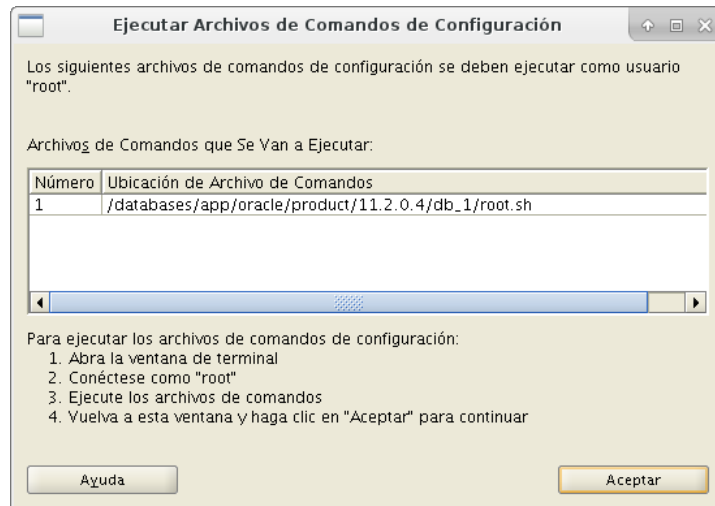 Ejecutar Archivos de Comandos de Configuración
Los siguientes archivos de comandos de configuración se deben ejecutar como usuario
"root".
Archivos de Comandos que Se Van a Ejecutar:
Número Ubicación de Archivo de Comandos
1 /databases/app/oracle/product/11.2.0.4/db_1/root.sh
Para ejecutar los archivos de comandos de configuración:
1. Abra la ventana de terminal
2. Conéctese como "root"
3. Ejecute los archivos de comandos
4. Vuelva a esta ventana y haga clic en "Aceptar" para continuar
Ayuda Aceptar